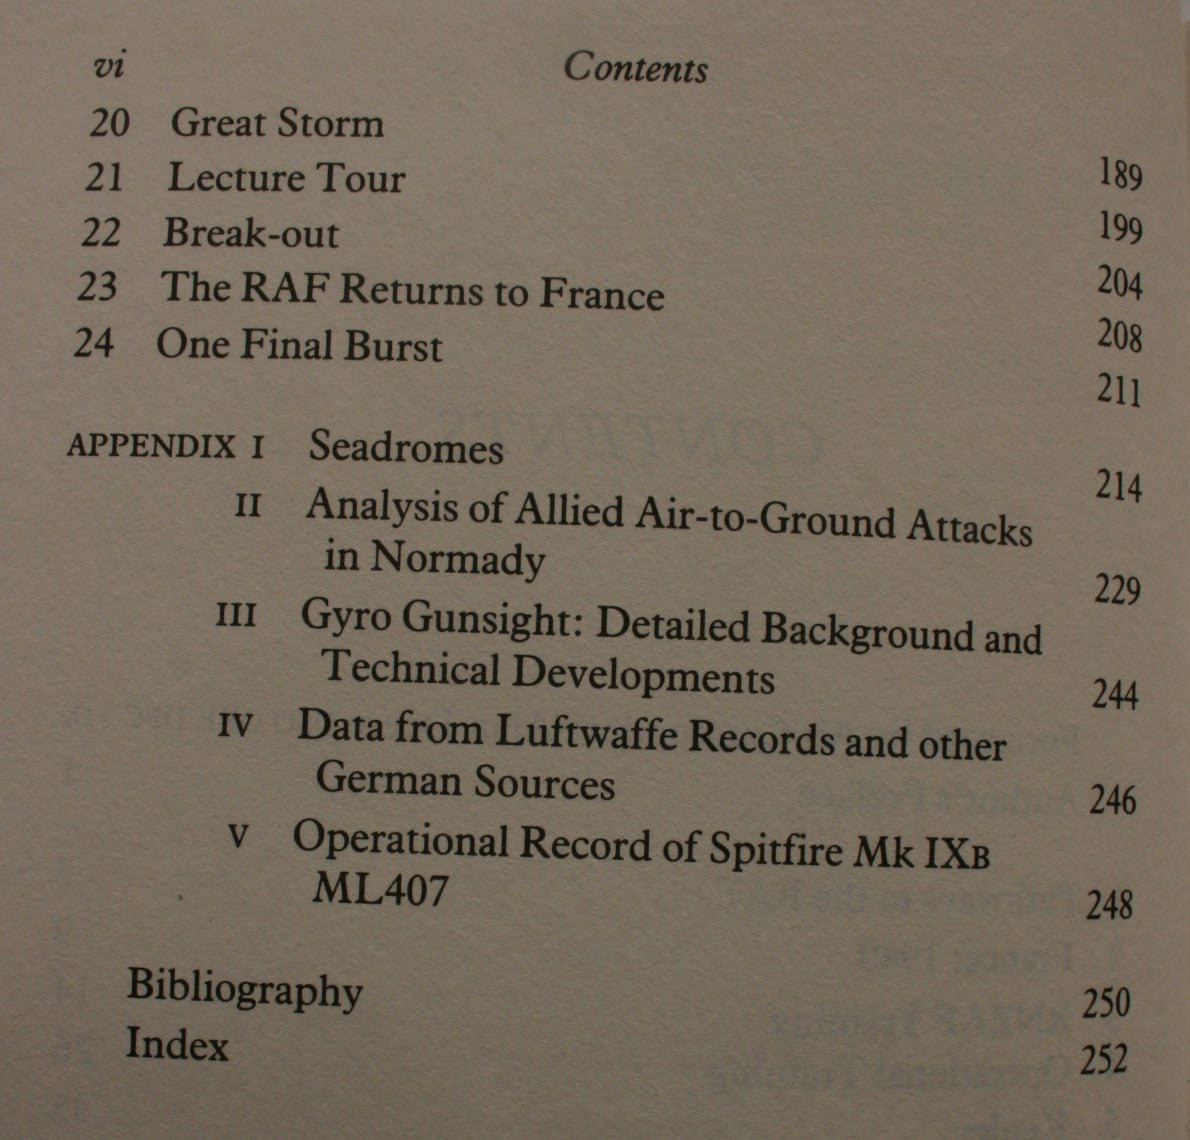 vi Contents
20 Great Storm 189
21 Lecture Tour 199
22 Break-out 204
23 The RAF Returns to France 208
24 One Final Burst 211
APPENDIX I Seadromes 214
II Analysis of Allied Air-to-Ground Attacks
in Normady 229
III Gyro Gunsight: Detailed Background and
Technical Developments 244
IV Data from Luftwaffe Records and other
German Sources 246
V Operational Record of Spitfire Mk IXB
ML407 248
Bibliography 250
Index 252